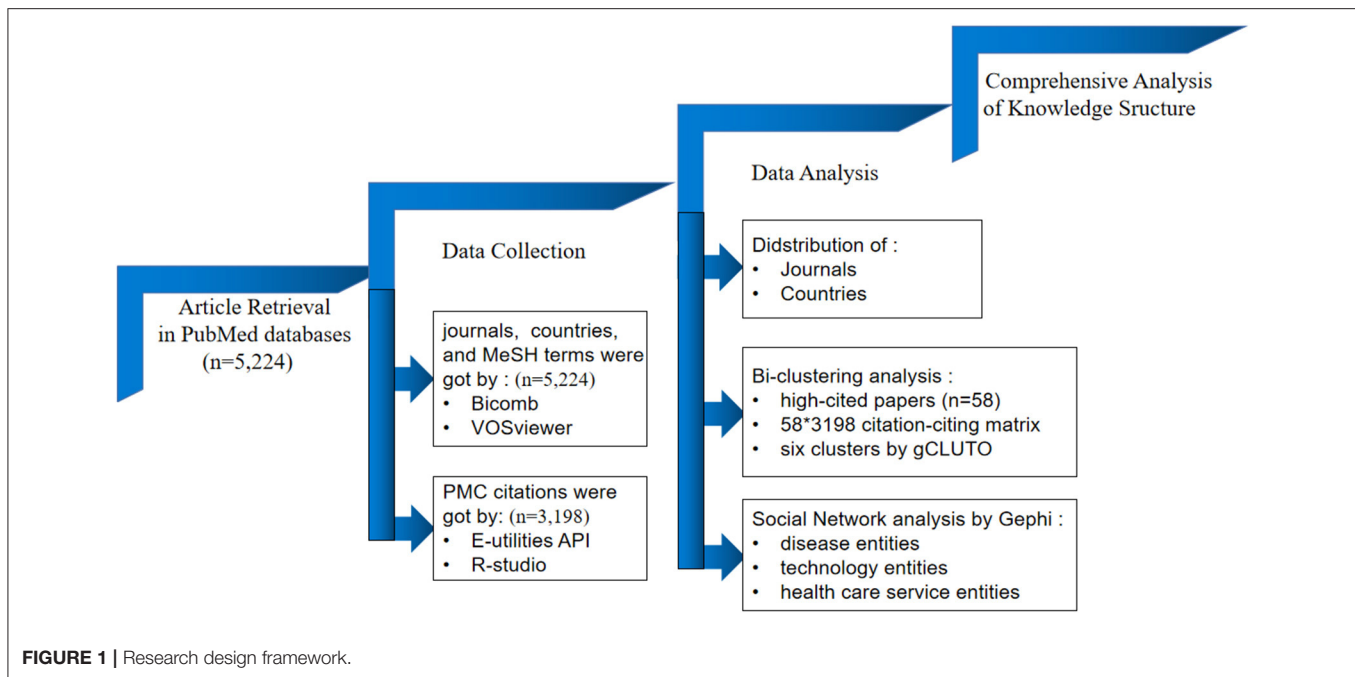 Article Retrieval
in PubMed databases
(n=5,224)
Data Collection
journals, countries,
and MeSH terms were
got by : (n=5,224)
• Bicomb
• VOSviewer
PMC citations were
got by: (n=3,198)
• E-utilities API
• R-studio
Data Analysis
Didstribution of :
• Journals
• Countries
Bi-clustering analysis :
• high-cited papers (n=58)
• 58*3198 citation-citing matrix
• six clusters by gCLUTO
Social Network analysis by Gephi :
• disease entities
• technology entities
• health care service entities
Comprehensive Analysis
of Knowledge Sructure
FIGURE 1 | Research design framework.